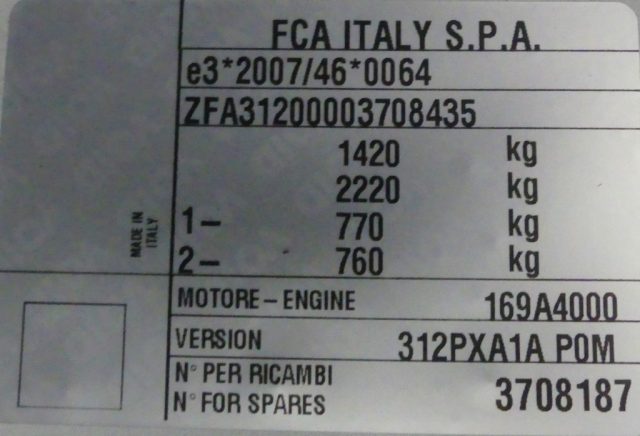 FCA ITALY S.P.A.
e3*2007/46*0064
ZFA31200003708435
1420 kg
2220 kg
1– 770 kg
2– 760 kg
MADE IN
ITALY
MOTORE – ENGINE 169A4000
VERSION 312PXA1A P0M
N° PER RICAMBI
N° FOR SPARES 3708187